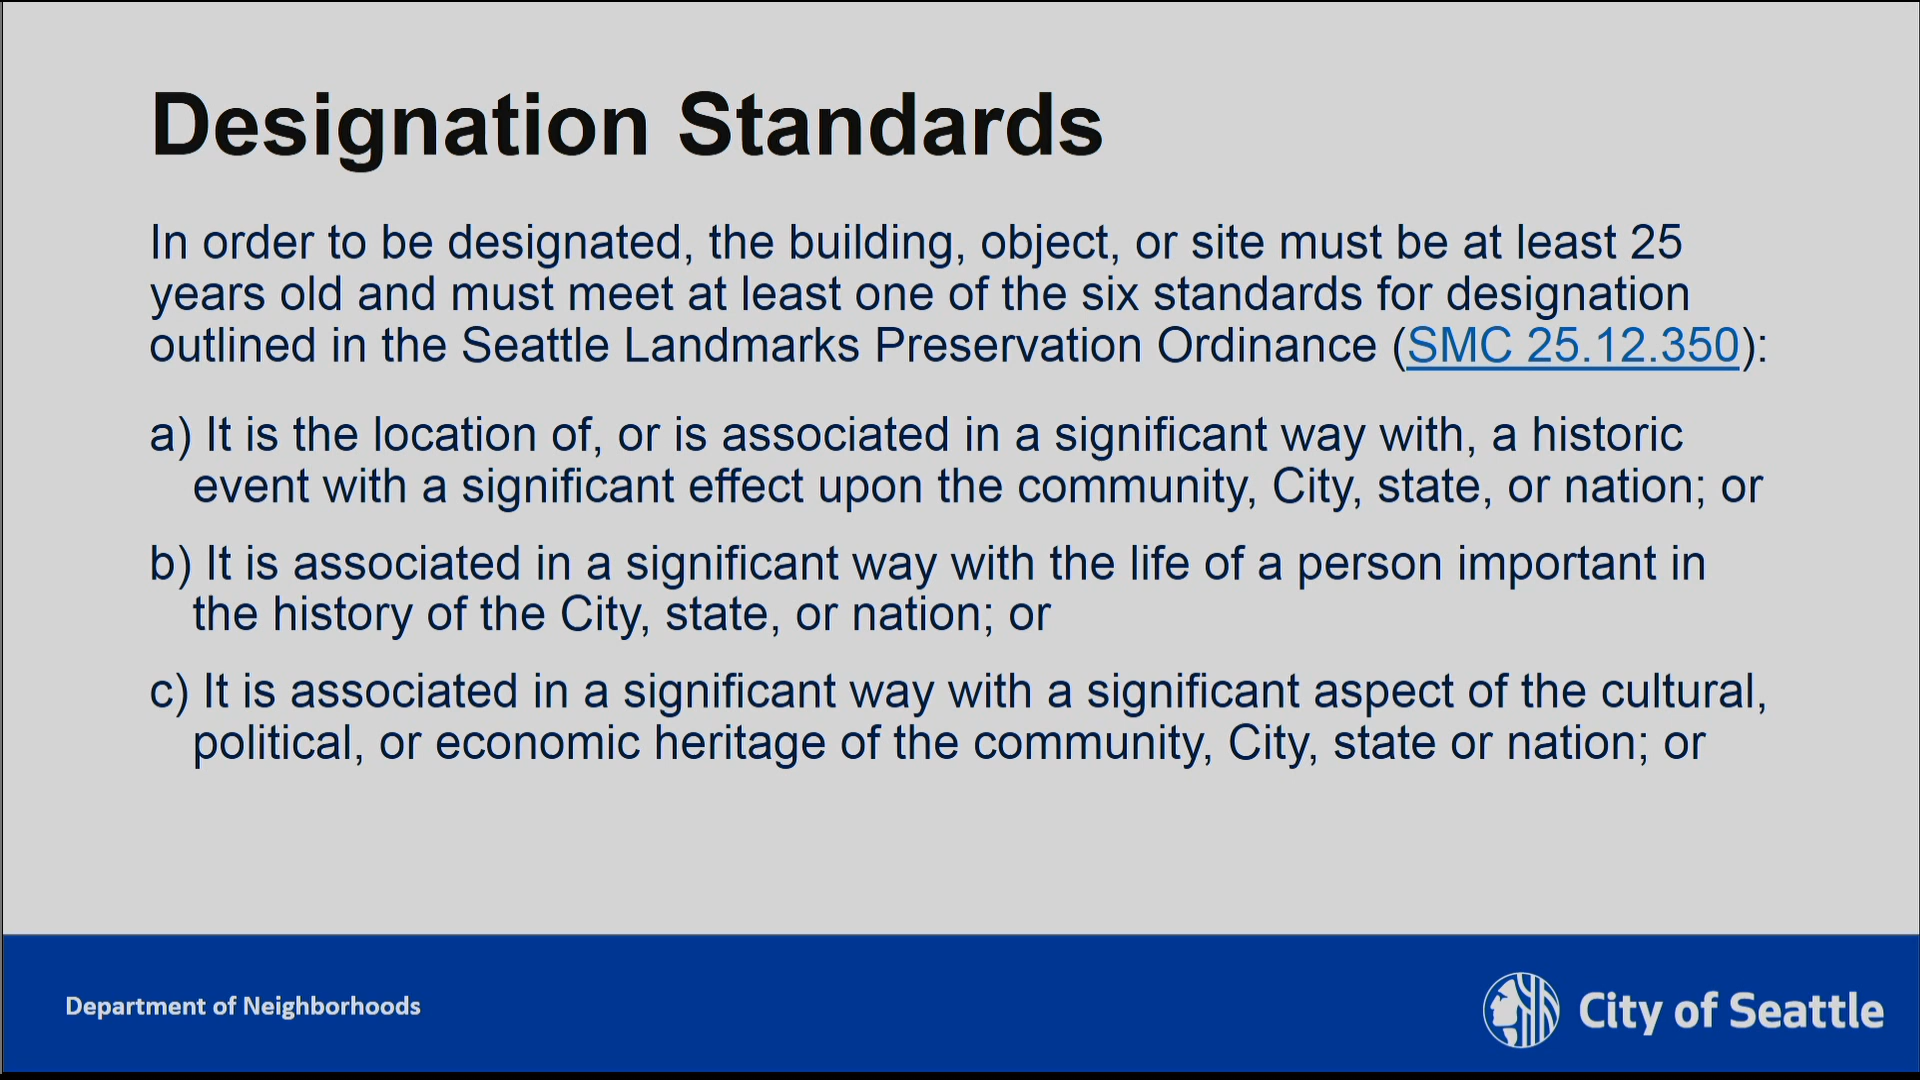 Designation Standards
In order to be designated, the building, object, or site must be at least 25
years old and must meet at least one of the six standards for designation
outlined in the Seattle Landmarks Preservation Ordinance (SMC 25.12.350):
a) It is the location of, or is associated in a significant way with, a historic
event with a significant effect upon the community, City, state, or nation; or
b) It is associated in a significant way with the life of a person important in
the history of the City, state, or nation; or
c) It is associated in a significant way with a significant aspect of the cultural,
political, or economic heritage of the community, City, state or nation; or
Department of Neighborhoods
City of Seattle